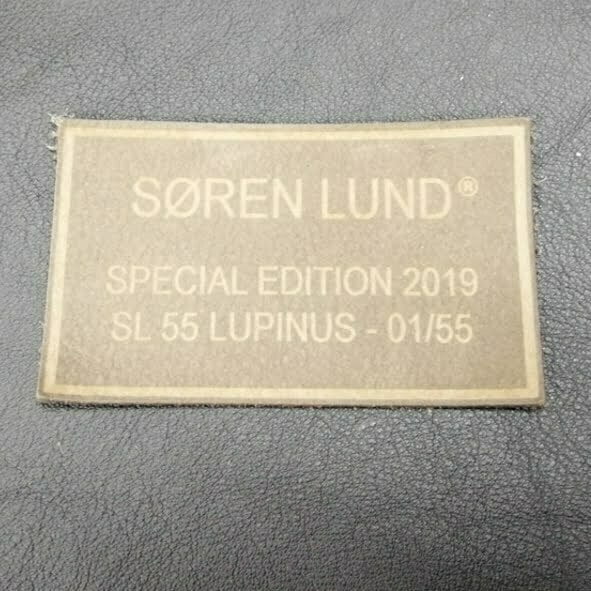 SØREN LUND®
SPECIAL EDITION 2019
SL 55 LUPINUS - 01/55